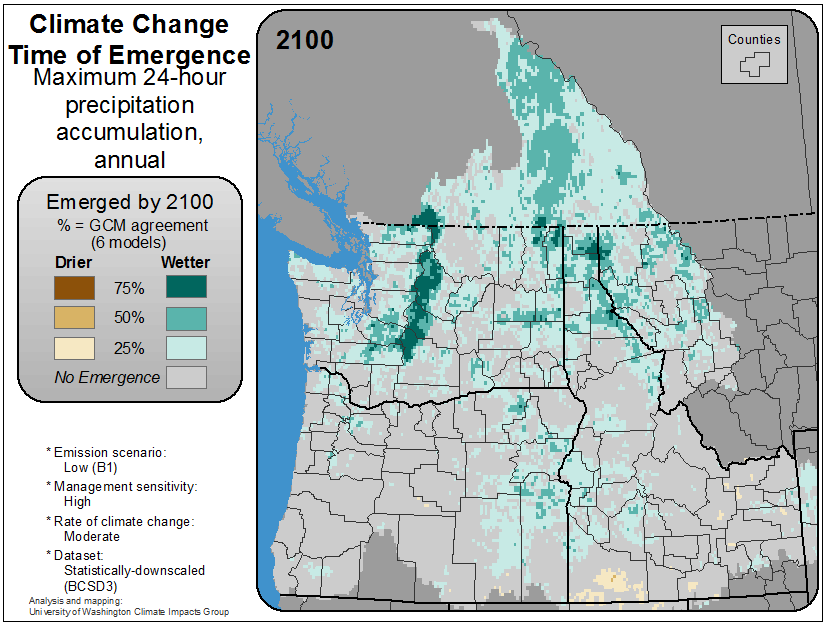 Climate Change
Time of Emergence
Maximum 24-hour
precipitation
accumulation,
annual
Emerged by 2100
% = GCM agreement
(6 models)
Drier Wetter
75%
50%
25%
No Emergence
* Emission scenario:
Low (B1)
* Management sensitivity:
High
* Rate of climate change:
Moderate
* Dataset:
Statistically-downscaled
(BCSD3)
Analysis and mapping:
University of Washington Climate Impacts Group
2100
Counties